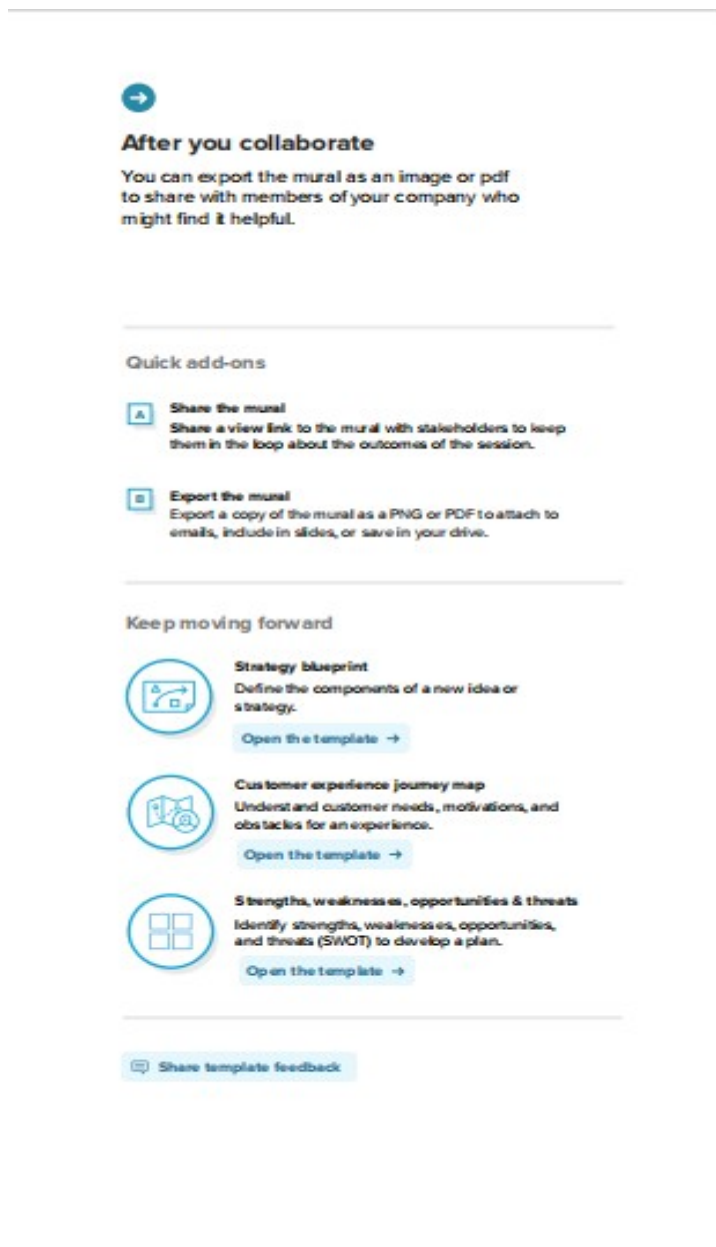 After you collaborate
You can export the mural as an image or pdf
to share with members of your company who
might find it helpful.
Quick add-ons
A
Share the mural
Share a view link to the mural with stakeholders to keep
them in the loop about the outcomes of the session.
B
Export the mural
Export a copy of the mural as a PNG or PDF to attach to
emails, include in slides, or save in your drive.
Keep moving forward
Strategy blueprint
Define the components of a new idea or
strategy.
Open the template →
Customer experience journey map
Understand customer needs, motivations, and
obstacles for an experience.
Open the template →
Strengths, weaknesses, opportunities & threats
Identify strengths, weaknesses, opportunities,
and threats (SWOT) to develop a plan.
Open the template →
Share template feedback